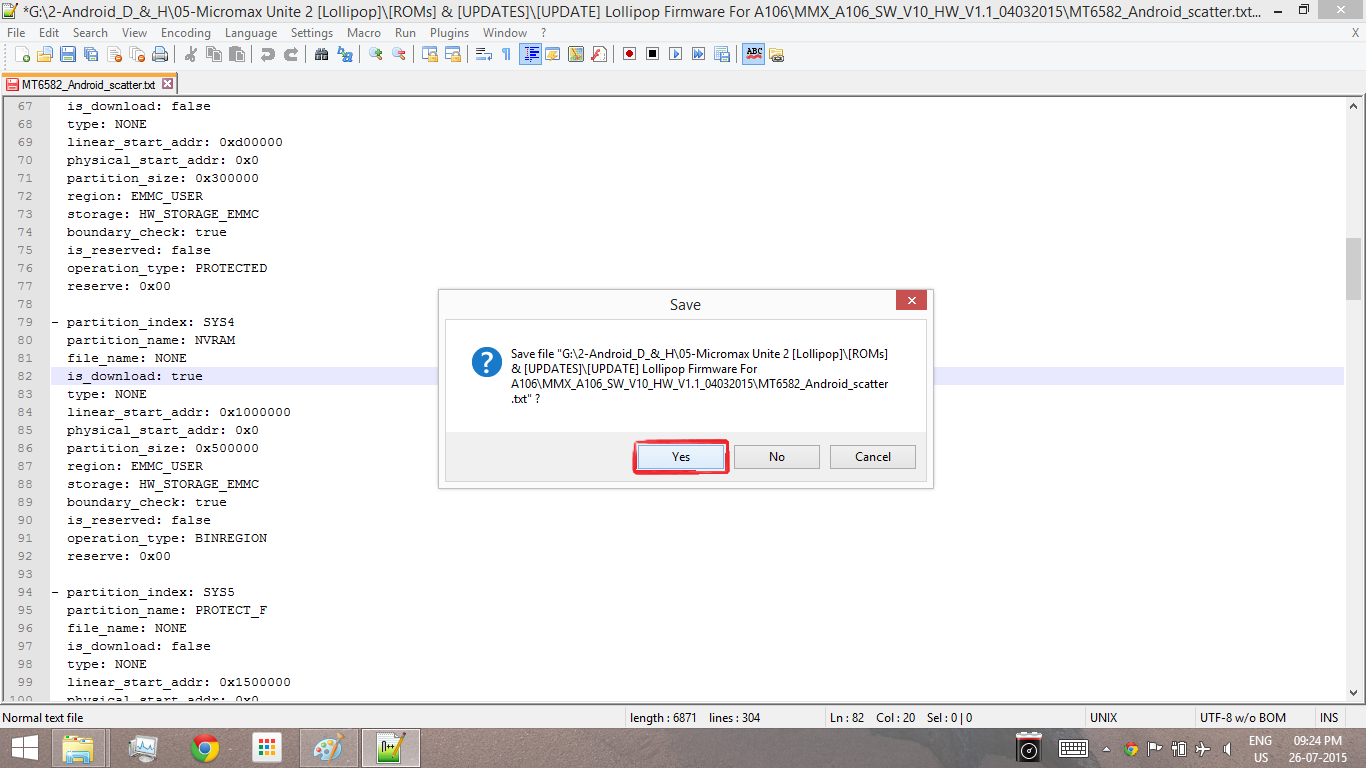 *G:\2-Android_D_&_H\05-Micromax Unite 2 [Lollipop]\[ROMs] & [UPDATES]\[UPDATE] Lollipop Firmware For A106\MMX_A106_SW_V10_HW_V1.1_04032015\MT6582_Android_scatter.txt...
File Edit Search View Encoding Language Settings Macro Run Plugins Window ? X
ABC
MT6582_Android_scatter.txt
67 is_download: false
68 type: NONE
69 linear_start_addr: 0xd00000
70 physical_start_addr: 0x0
71 partition_size: 0x300000
72 region: EMMC_USER
73 storage: HW_STORAGE_EMMC
74 boundary_check: true
75 is_reserved: false
76 operation_type: PROTECTED
77 reserve: 0x00
78
79 - partition_index: SYS4
80 partition_name: NVRAM
81 file_name: NONE
82 is_download: true
83 type: NONE
84 linear_start_addr: 0x1000000
85 physical_start_addr: 0x0
86 partition_size: 0x500000
87 region: EMMC_USER
88 storage: HW_STORAGE_EMMC
89 boundary_check: true
90 is_reserved: false
91 operation_type: BINREGION
92 reserve: 0x00
93
94 - partition_index: SYS5
95 partition_name: PROTECT_F
96 file_name: NONE
97 is_download: false
98 type: NONE
99 linear_start_addr: 0x1500000
100 physical_start_addr: 0x0
Save
Save file "G:\2-Android_D_&_H\05-Micromax Unite 2 [Lollipop]\[ROMs]
& [UPDATES]\[UPDATE] Lollipop Firmware For
A106\MMX_A106_SW_V10_HW_V1.1_04032015\MT6582_Android_scatter
.txt" ?
Yes No Cancel
Normal text file length : 6871 lines : 304 Ln : 82 Col : 20 Sel : 0 | 0 UNIX UTF-8 w/o BOM INS
ENG 09:24 PM
US 26-07-2015